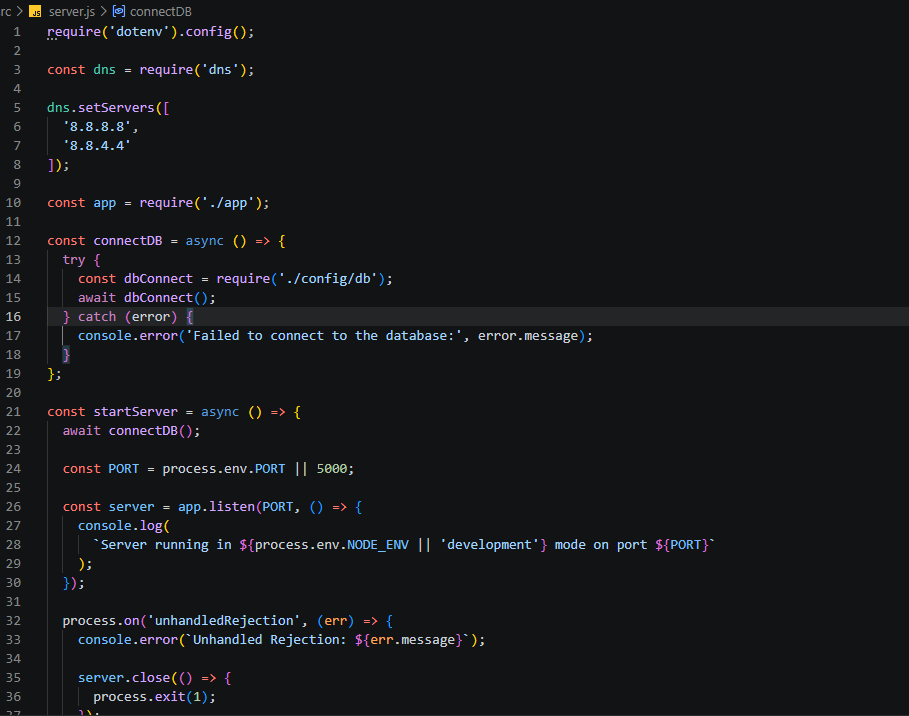 rc > JS server.js > connectDB
1 require('dotenv').config();
2
3 const dns = require('dns');
4
5 dns.setServers([
6   '8.8.8.8',
7   '8.8.4.4'
8 ]);
9
10 const app = require('./app');
11
12 const connectDB = async () => {
13   try {
14     const dbConnect = require('./config/db');
15     await dbConnect();
16   } catch (error) {
17     console.error('Failed to connect to the database:', error.message);
18   }
19 };
20
21 const startServer = async () => {
22   await connectDB();
23
24   const PORT = process.env.PORT || 5000;
25
26   const server = app.listen(PORT, () => {
27     console.log(
28       `Server running in ${process.env.NODE_ENV || 'development'} mode on port ${PORT}`
29     );
30   });
31
32   process.on('unhandledRejection', (err) => {
33     console.error(`Unhandled Rejection: ${err.message}`);
34
35     server.close(() => {
36       process.exit(1);
37     });